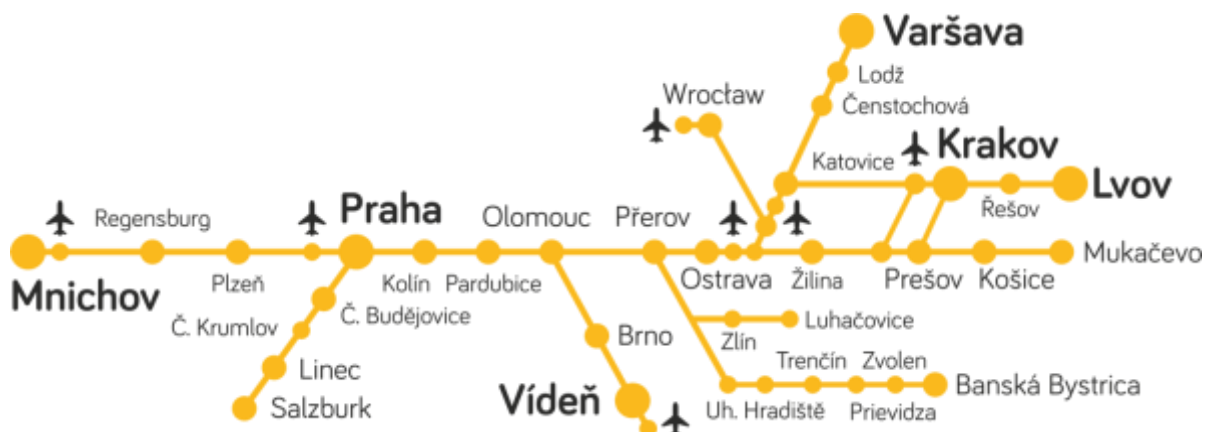 Varšava
Lodž
Wrocław
Čenstochová
Katovice
Krakov
Lvov
Řešov
Regensburg
Praha
Olomouc
Přerov
Mnichov
Plzeň
Kolín
Pardubice
Ostrava
Žilina
Prešov
Košice
Mukačevo
Č. Krumlov
Č. Budějovice
Brno
Zlín
Luhačovice
Linec
Salzburk
Vídeň
Trenčín
Zvolen
Banská Bystrica
Uh. Hradiště
Prievidza